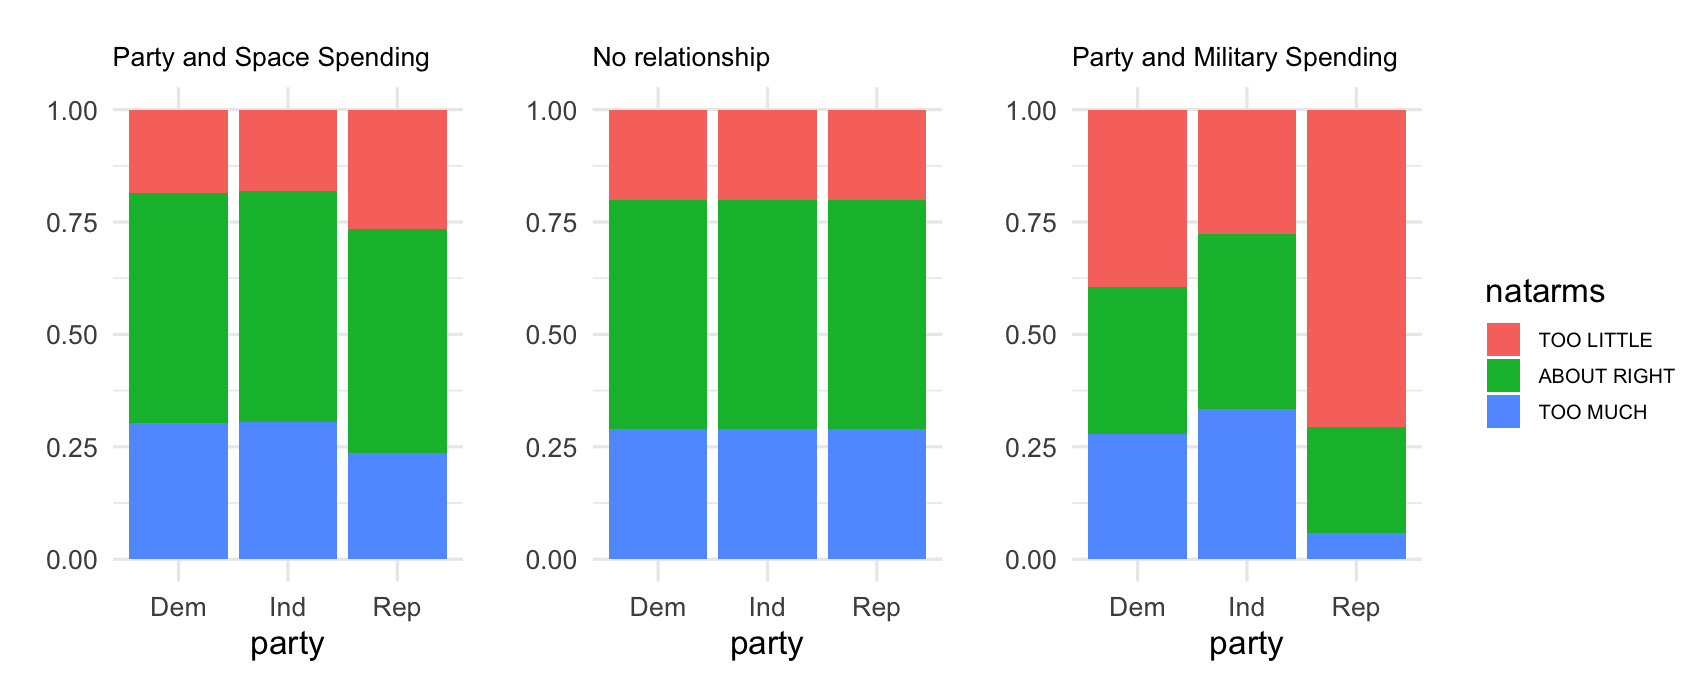 Party and Space Spending
1.00
0.75
0.50
0.25
0.00
Dem Ind Rep
party
No relationship
1.00
0.75
0.50
0.25
0.00
Dem Ind Rep
party
Party and Military Spending
1.00
0.75
0.50
0.25
0.00
Dem Ind Rep
party
natarms
TOO LITTLE
ABOUT RIGHT
TOO MUCH